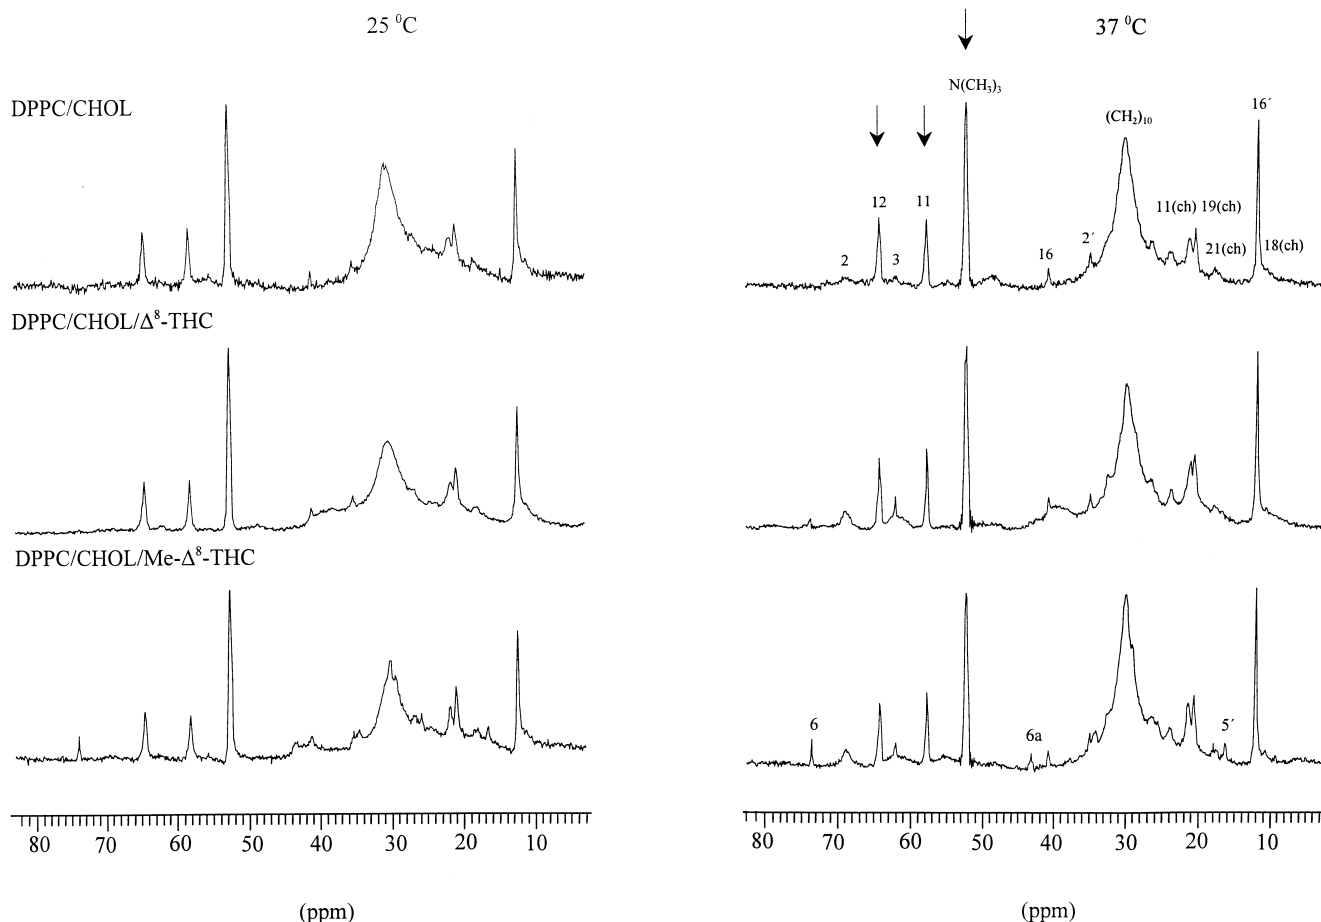 25 ⁰C
37 ⁰C
DPPC/CHOL
N(CH₃)₃
(CH₂)₁₀
16´
12
11
11(ch) 19(ch)
2
3
16
2´
21(ch)
18(ch)
DPPC/CHOL/Δ⁸-THC
DPPC/CHOL/Me-Δ⁸-THC
6
6a
5´
80 60 40 30 20 10
80 70 60 50 40 30 20 10
(ppm)
(ppm)